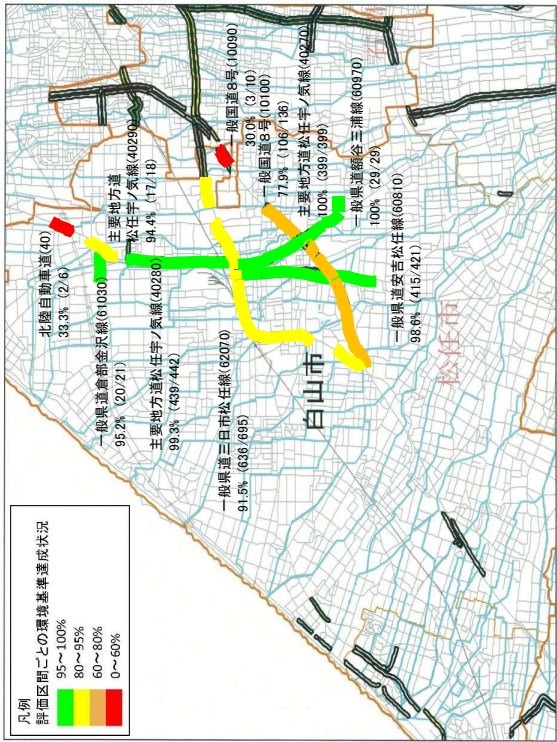 凡例
評価区間ごとの環境基準達成状況
95～100%
80～95%
60～80%
0～60%
北陸自動車道(40)
33.3% (2/6)
一般県道倉部金沢線(61030)
95.2% (20/21)
主要地方道
松任宇ノ気線(40290)
94.4% (17/18)
主要地方道松任宇ノ気線(40280)
99.3% (439/442)
一般県道三日市松任線(62070)
91.5% (636/695)
一般国道8号(10090)
30.0% (3/10)
一般国道8号(10100)
77.9% (106/136)
主要地方道松任宇ノ気線(40270)
100% (399/399)
一般県道額谷三浦線(60970)
100% (29/29)
一般県道安吉松任線(60810)
98.6% (415/421)
白山市
松任市